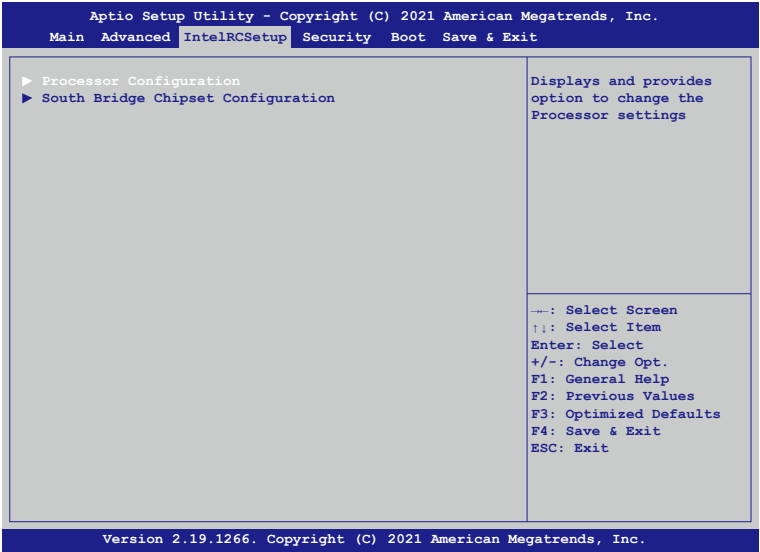 Aptio Setup Utility - Copyright (C) 2021 American Megatrends, Inc.
Main Advanced IntelRCSetup Security Boot Save & Exit
▶ Processor Configuration
▶ South Bridge Chipset Configuration
Displays and provides
option to change the
Processor settings
→←: Select Screen
↑↓: Select Item
Enter: Select
+/-: Change Opt.
F1: General Help
F2: Previous Values
F3: Optimized Defaults
F4: Save & Exit
ESC: Exit
Version 2.19.1266. Copyright (C) 2021 American Megatrends, Inc.